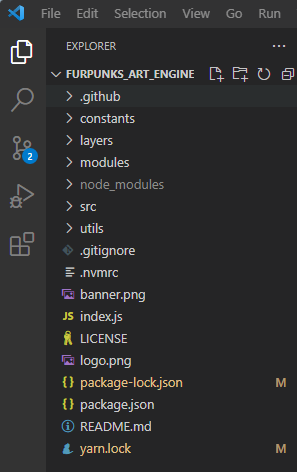 File Edit View Go Run
EXPLORER
FURPUNKS_ART_ENGINE
.github
constants
layers
modules
node_modules
src
utils
.gitignore
.nvmrc
banner.png
JS index.js
LICENSE
logo.png
{} package-lock.json M
{} package.json
README.md
yarn.lock M
2